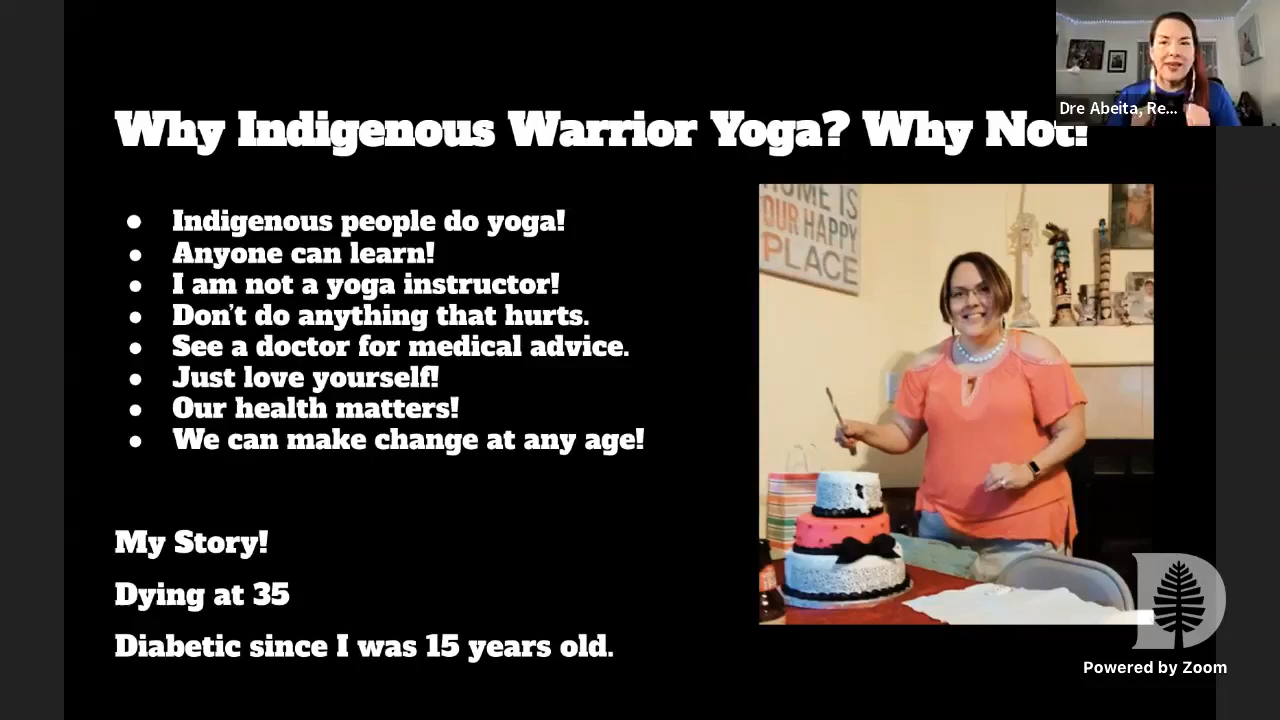 Dre Abeita, Re...
Why Indigenous Warrior Yoga? Why Not!
● Indigenous people do yoga!
● Anyone can learn!
● I am not a yoga instructor!
● Don't do anything that hurts.
● See a doctor for medical advice.
● Just love yourself!
● Our health matters!
● We can make change at any age!
HOME IS
OUR HAPPY
PLACE
My Story!
Dying at 35
Diabetic since I was 15 years old.
D
Powered by Zoom